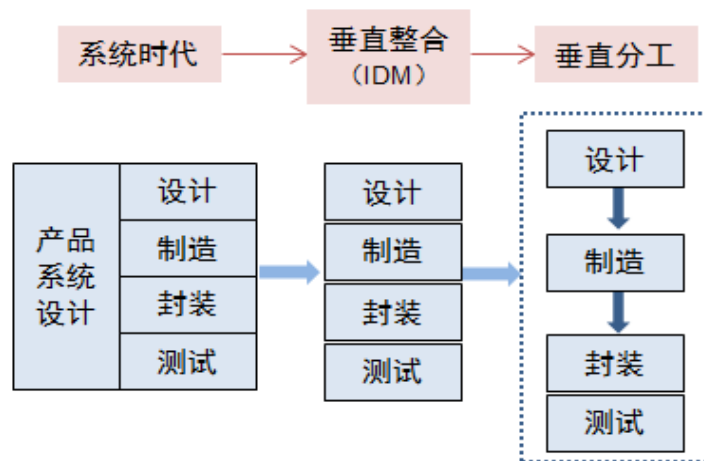 系统时代
垂直整合
（IDM）
垂直分工
产品
系统
设计
设计
制造
封装
测试
设计
制造
封装
测试
设计
制造
封装
测试